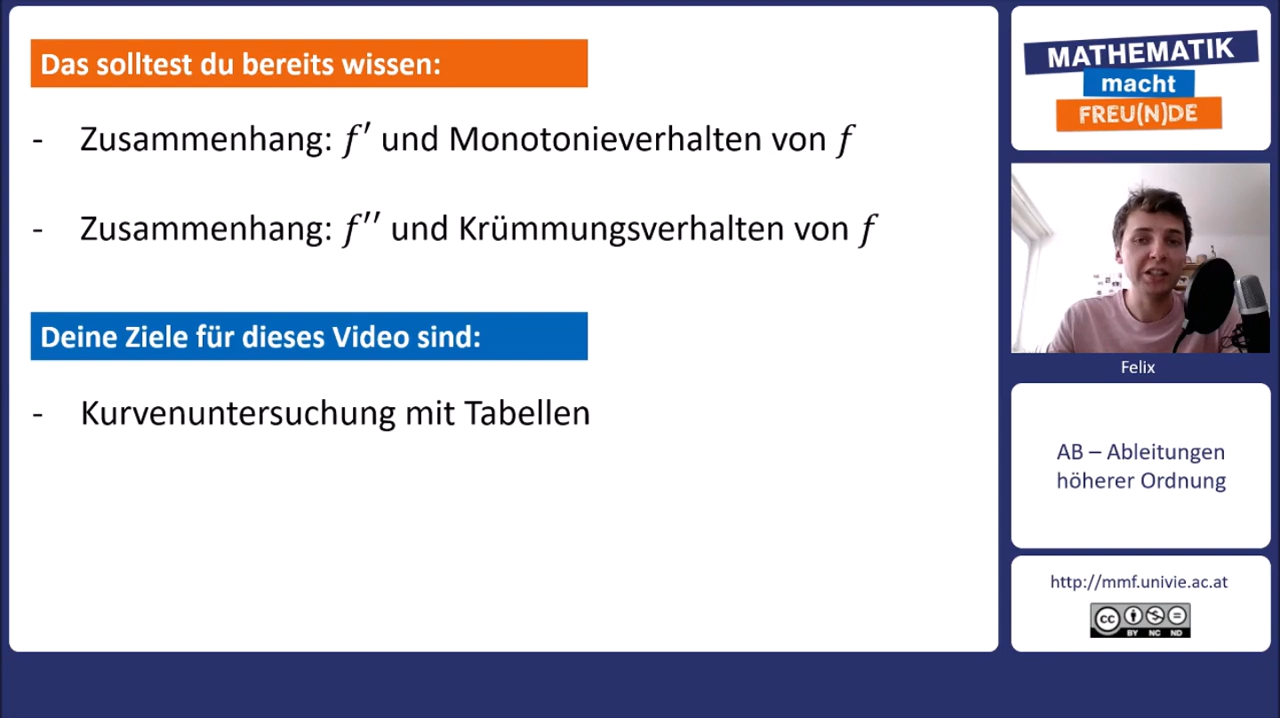 Das solltest du bereits wissen:
- Zusammenhang: f′ und Monotonieverhalten von f
- Zusammenhang: f′′ und Krümmungsverhalten von f
Deine Ziele für dieses Video sind:
- Kurvenuntersuchung mit Tabellen
MATHEMATIK
macht
FREU(N)DE
Felix
AB – Ableitungen
höherer Ordnung
http://mmf.univie.ac.at
cc
BY NC ND